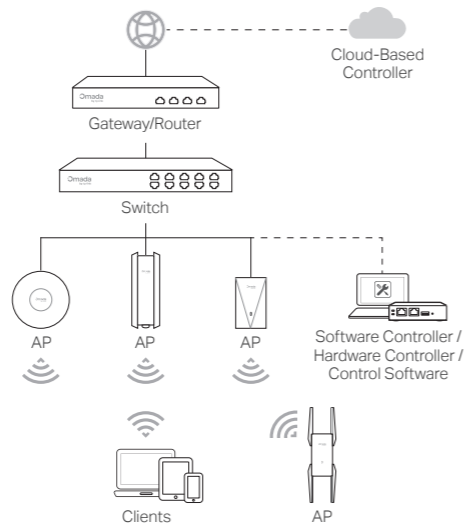 Cloud-Based
Controller
Omada
Gateway/Router
Omada
Switch
AP
AP
AP
Software Controller /
Hardware Controller /
Control Software
Clients
AP